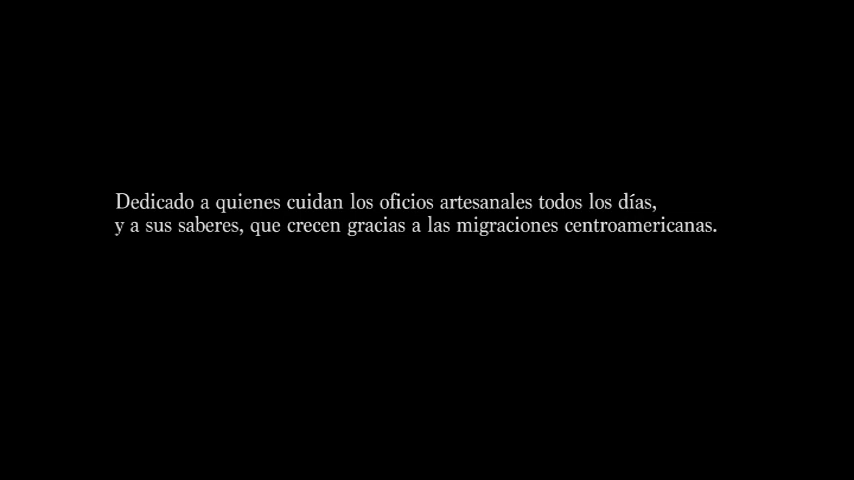 Dedicado a quienes cuidan los oficios artesanales todos los días,
y a sus saberes, que crecen gracias a las migraciones centroamericanas.